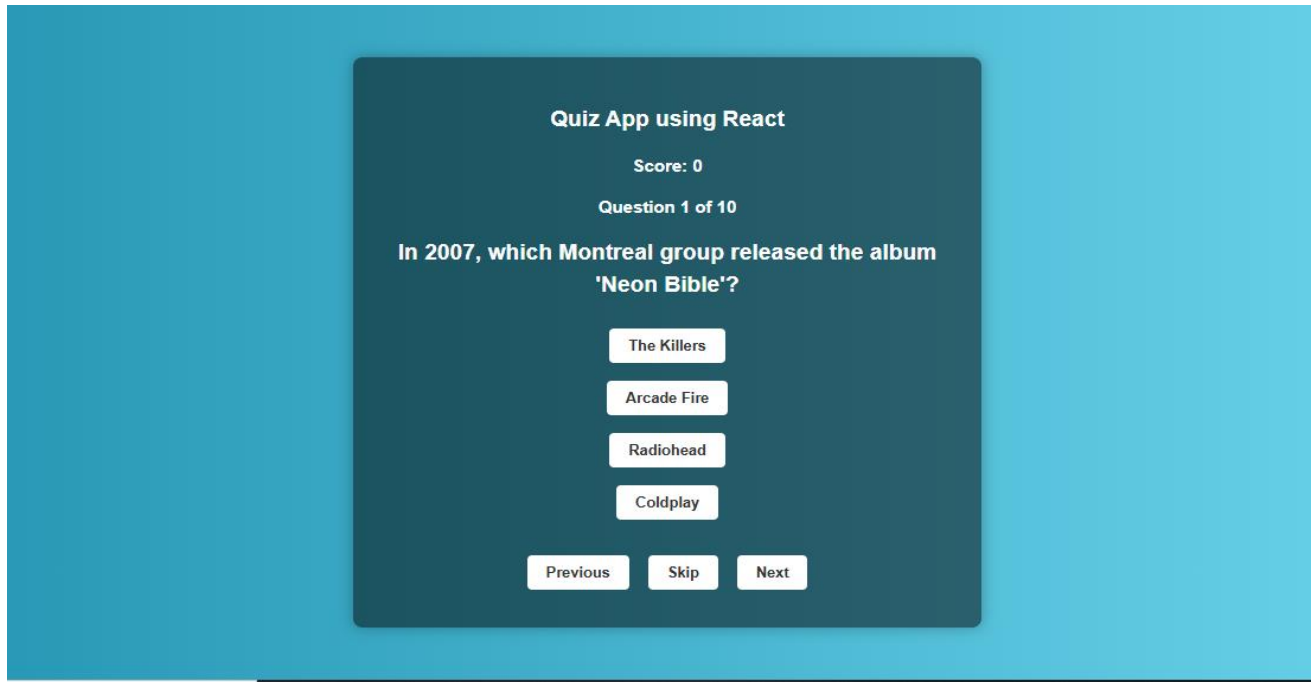 Quiz App using React
Score: 0
Question 1 of 10
In 2007, which Montreal group released the album
'Neon Bible'?
The Killers
Arcade Fire
Radiohead
Coldplay
Previous Skip Next